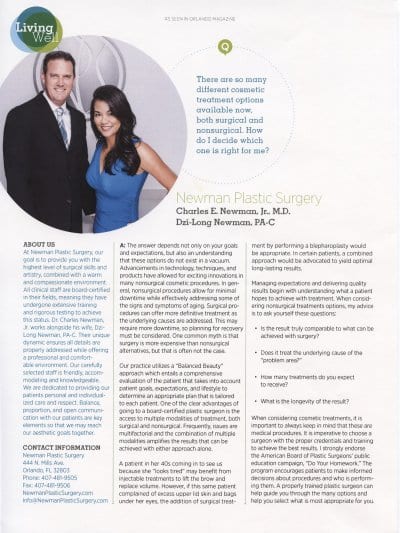 AS SEEN IN ORLANDO MAGAZINE
Living
Well
Q
There are so many
different cosmetic
treatment options
available now,
both surgical and
nonsurgical. How
do I decide which
one is right for me?
Newman Plastic Surgery
Charles E. Newman, Jr., M.D.
Dzi-Long Newman, PA-C
ABOUT US
At Newman Plastic Surgery, our
goal is to provide you with the
highest level of surgical skills and
artistry, combined with a warm
and compassionate environment.
All clinical staff are board-certified
in their fields, meaning they have
undergone extensive training
and rigorous testing to achieve
this status. Dr. Charles Newman,
Jr. works alongside his wife, Dzi-
Long Newman, PA-C. Their unique
dynamic ensures all details are
properly addressed while offering
a professional and comfort-
able environment. Our carefully
selected staff is friendly, accom-
modating and knowledgeable.
We are dedicated to providing our
patients personal and individual-
ized care and respect. Balance,
proportion, and open communi-
cation with our patients are key
elements so that we may reach
our aesthetic goals together.
CONTACT INFORMATION
Newman Plastic Surgery
444 N. Mills Ave.
Orlando, FL 32803
Phone: 407-481-9505
Fax: 407-481-9506
NewmanPlasticSurgery.com
info@NewmanPlasticSurgery.com
A: The answer depends not only on your goals
and expectations, but also an understanding
that these options do not exist in a vacuum.
Advancements in technology, techniques, and
products have allowed for exciting innovations in
many nonsurgical cosmetic procedures. In gen-
eral, nonsurgical procedures allow for minimal
downtime while effectively addressing some of
the signs and symptoms of aging. Surgical pro-
cedures can offer more definitive treatment as
the underlying causes are addressed. This may
require more downtime, so planning for recovery
must be considered. One common myth is that
surgery is more expensive than nonsurgical
alternatives, but that is often not the case.
Our practice utilizes a "Balanced Beauty"
approach which entails a comprehensive
evaluation of the patient that takes into account
patient goals, expectations, and lifestyle to
determine an appropriate plan that is tailored
to each patient. One of the clear advantages of
going to a board-certified plastic surgeon is the
access to multiple modalities of treatment, both
surgical and nonsurgical. Frequently, issues are
multifactorial and the combination of multiple
modalities amplifies the results that can be
achieved with either approach alone.
A patient in her 40s coming in to see us
because she "looks tired" may benefit from
injectable treatments to lift the brow and
replace volume. However, if this same patient
complained of excess upper lid skin and bags
under her eyes, the addition of surgical treat-
ment by performing a blepharoplasty would
be appropriate. In certain patients, a combined
approach would be advocated to yield optimal
long-lasting results.
Managing expectations and delivering quality
results begin with understanding what a patient
hopes to achieve with treatment. When consid-
ering nonsurgical treatments options, my advice
is to ask yourself these questions:
• Is the result truly comparable to what can be
achieved with surgery?
• Does it treat the underlying cause of the
"problem area?"
• How many treatments do you expect
to receive?
• What is the longevity of the result?
When considering cosmetic treatments, it is
important to always keep in mind that these are
medical procedures. It is imperative to choose a
surgeon with the proper credentials and training
to achieve the best results. I strongly endorse
the American Board of Plastic Surgeons' public
education campaign, "Do Your Homework." The
program encourages patients to make informed
decisions about procedures and who is perform-
ing them. A properly trained plastic surgeon can
help guide you through the many options and
help you select what is most appropriate for you.